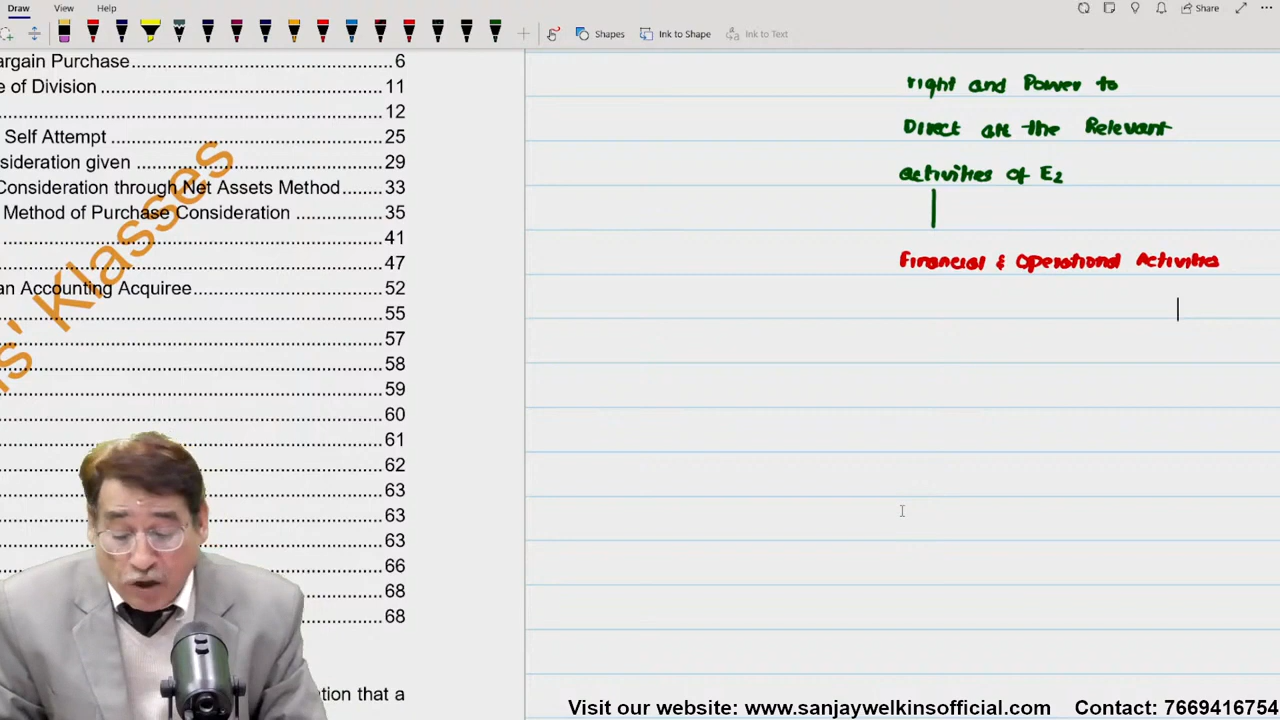 Draw View Help
Share
Shapes Ink to Shape Ink to Text
argain Purchase 6
e of Division 11
12
Self Attempt 25
sideration given 29
Consideration through Net Assets Method 33
Method of Purchase Consideration 35
41
47
an Accounting Acquiree 52
55
57
58
59
60
61
62
63
63
63
66
68
68
tion that a
s' Klasses
right and Power to
Direct are the Relevant
activities of E2
Financial & Operational Activities
Visit our website: www.sanjaywelkinsofficial.com Contact: 7669416754